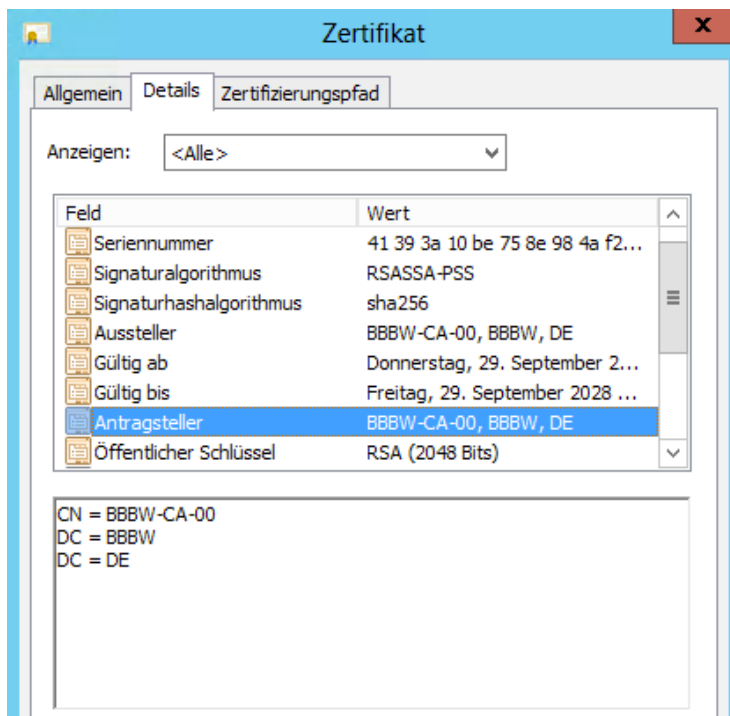 Zertifikat
x
Allgemein Details Zertifizierungspfad
Anzeigen: <Alle>
Feld Wert
Seriennummer 41 39 3a 10 be 75 8e 98 4a f2...
Signaturalgorithmus RSASSA-PSS
Signaturhashalgorithmus sha256
Aussteller BBBW-CA-00, BBBW, DE
Gültig ab Donnerstag, 29. September 2...
Gültig bis Freitag, 29. September 2028 ...
Antragsteller BBBW-CA-00, BBBW, DE
Öffentlicher Schlüssel RSA (2048 Bits)
CN = BBBW-CA-00
DC = BBBW
DC = DE